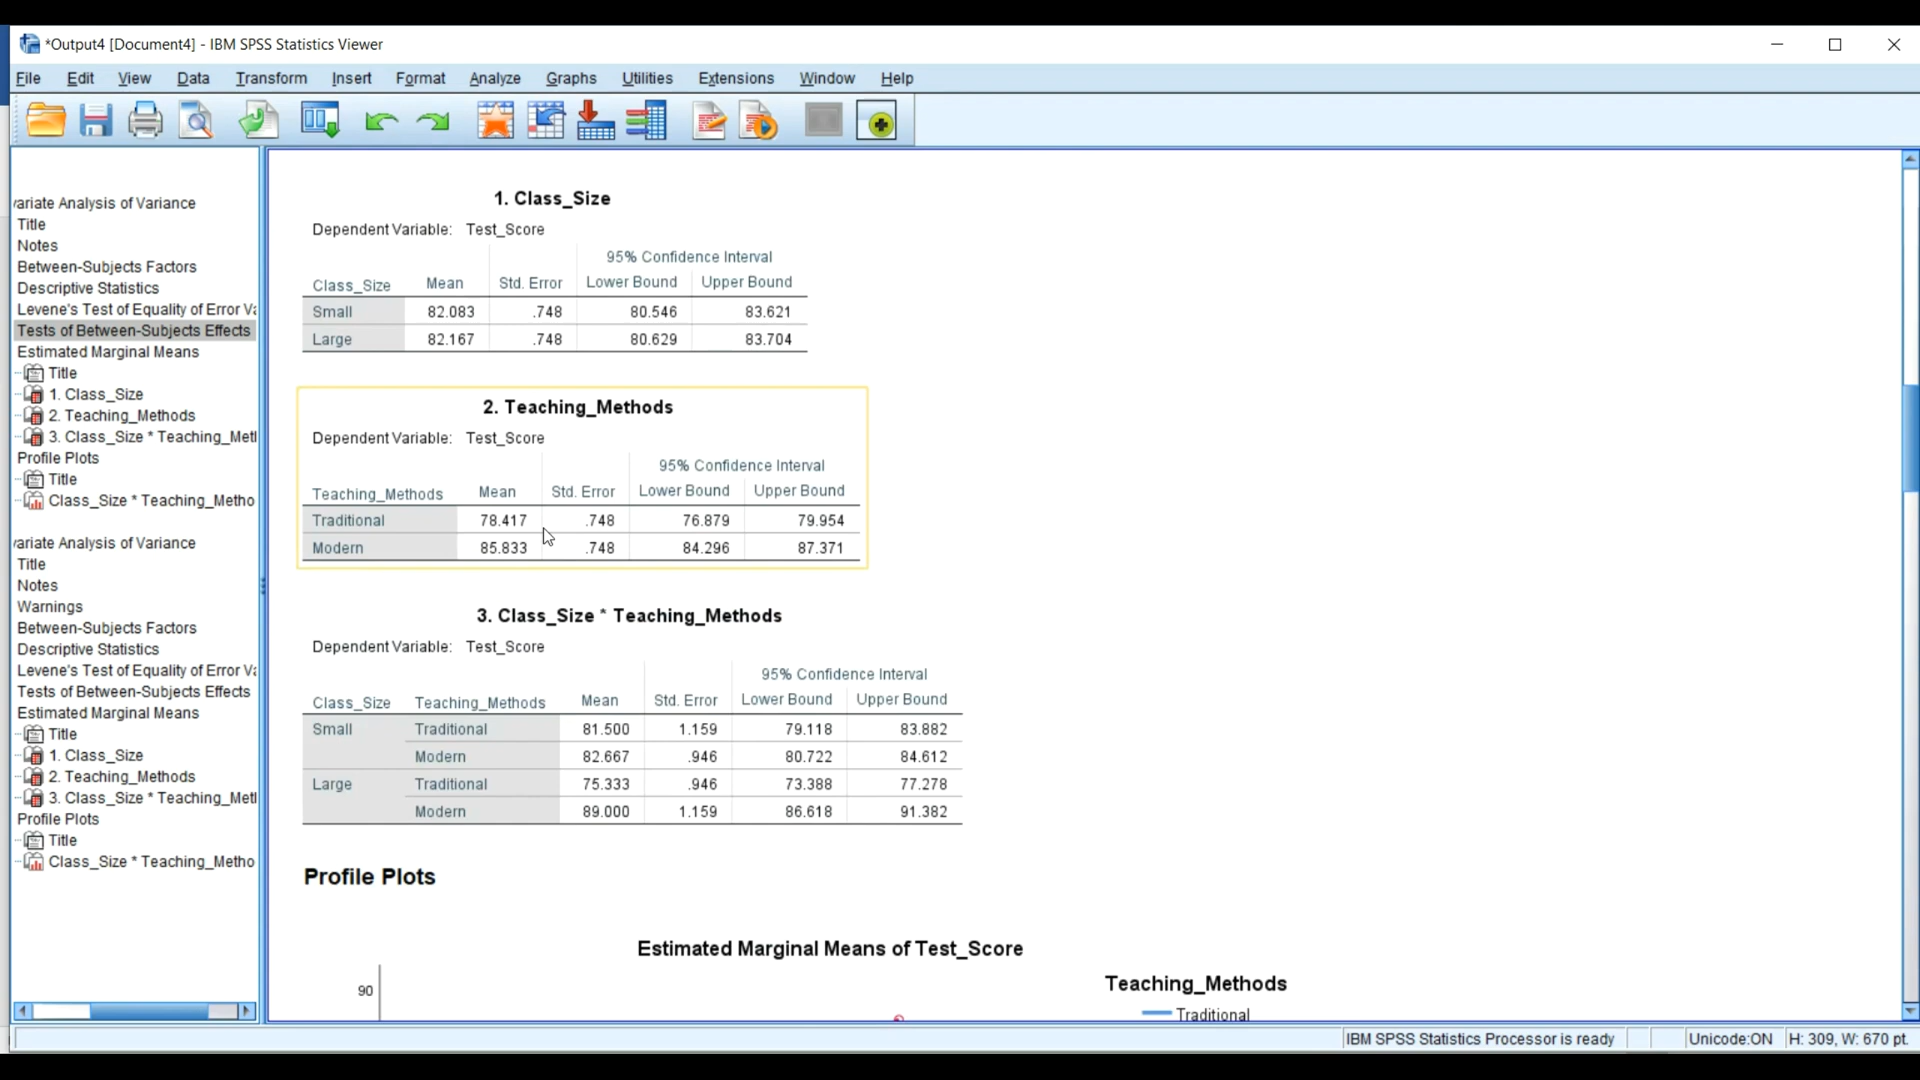 *Output4 [Document4] - IBM SPSS Statistics Viewer
File Edit View Data Transform Insert Format Analyze Graphs Utilities Extensions Window Help
ariate Analysis of Variance
Title
Notes
Between-Subjects Factors
Descriptive Statistics
Levene's Test of Equality of Error Va
Tests of Between-Subjects Effects
Estimated Marginal Means
Title
1. Class_Size
2. Teaching_Methods
3. Class_Size * Teaching_Met
Profile Plots
Title
Class_Size * Teaching_Metho
ariate Analysis of Variance
Title
Notes
Warnings
Between-Subjects Factors
Descriptive Statistics
Levene's Test of Equality of Error Va
Tests of Between-Subjects Effects
Estimated Marginal Means
Title
1. Class_Size
2. Teaching_Methods
3. Class_Size * Teaching_Met
Profile Plots
Title
Class_Size * Teaching_Metho
1. Class_Size
Dependent Variable: Test_Score
95% Confidence Interval
Class_Size Mean Std. Error Lower Bound Upper Bound
Small 82.083 .748 80.546 83.621
Large 82.167 .748 80.629 83.704
2. Teaching_Methods
Dependent Variable: Test_Score
95% Confidence Interval
Teaching_Methods Mean Std. Error Lower Bound Upper Bound
Traditional 78.417 .748 76.879 79.954
Modern 85.833 .748 84.296 87.371
3. Class_Size * Teaching_Methods
Dependent Variable: Test_Score
95% Confidence Interval
Class_Size Teaching_Methods Mean Std. Error Lower Bound Upper Bound
Small Traditional 81.500 1.159 79.118 83.882
Modern 82.667 .946 80.722 84.612
Large Traditional 75.333 .946 73.388 77.278
Modern 89.000 1.159 86.618 91.382
Profile Plots
Estimated Marginal Means of Test_Score
Teaching_Methods
90
Traditional
IBM SPSS Statistics Processor is ready Unicode:ON H: 309, W: 670 pt.